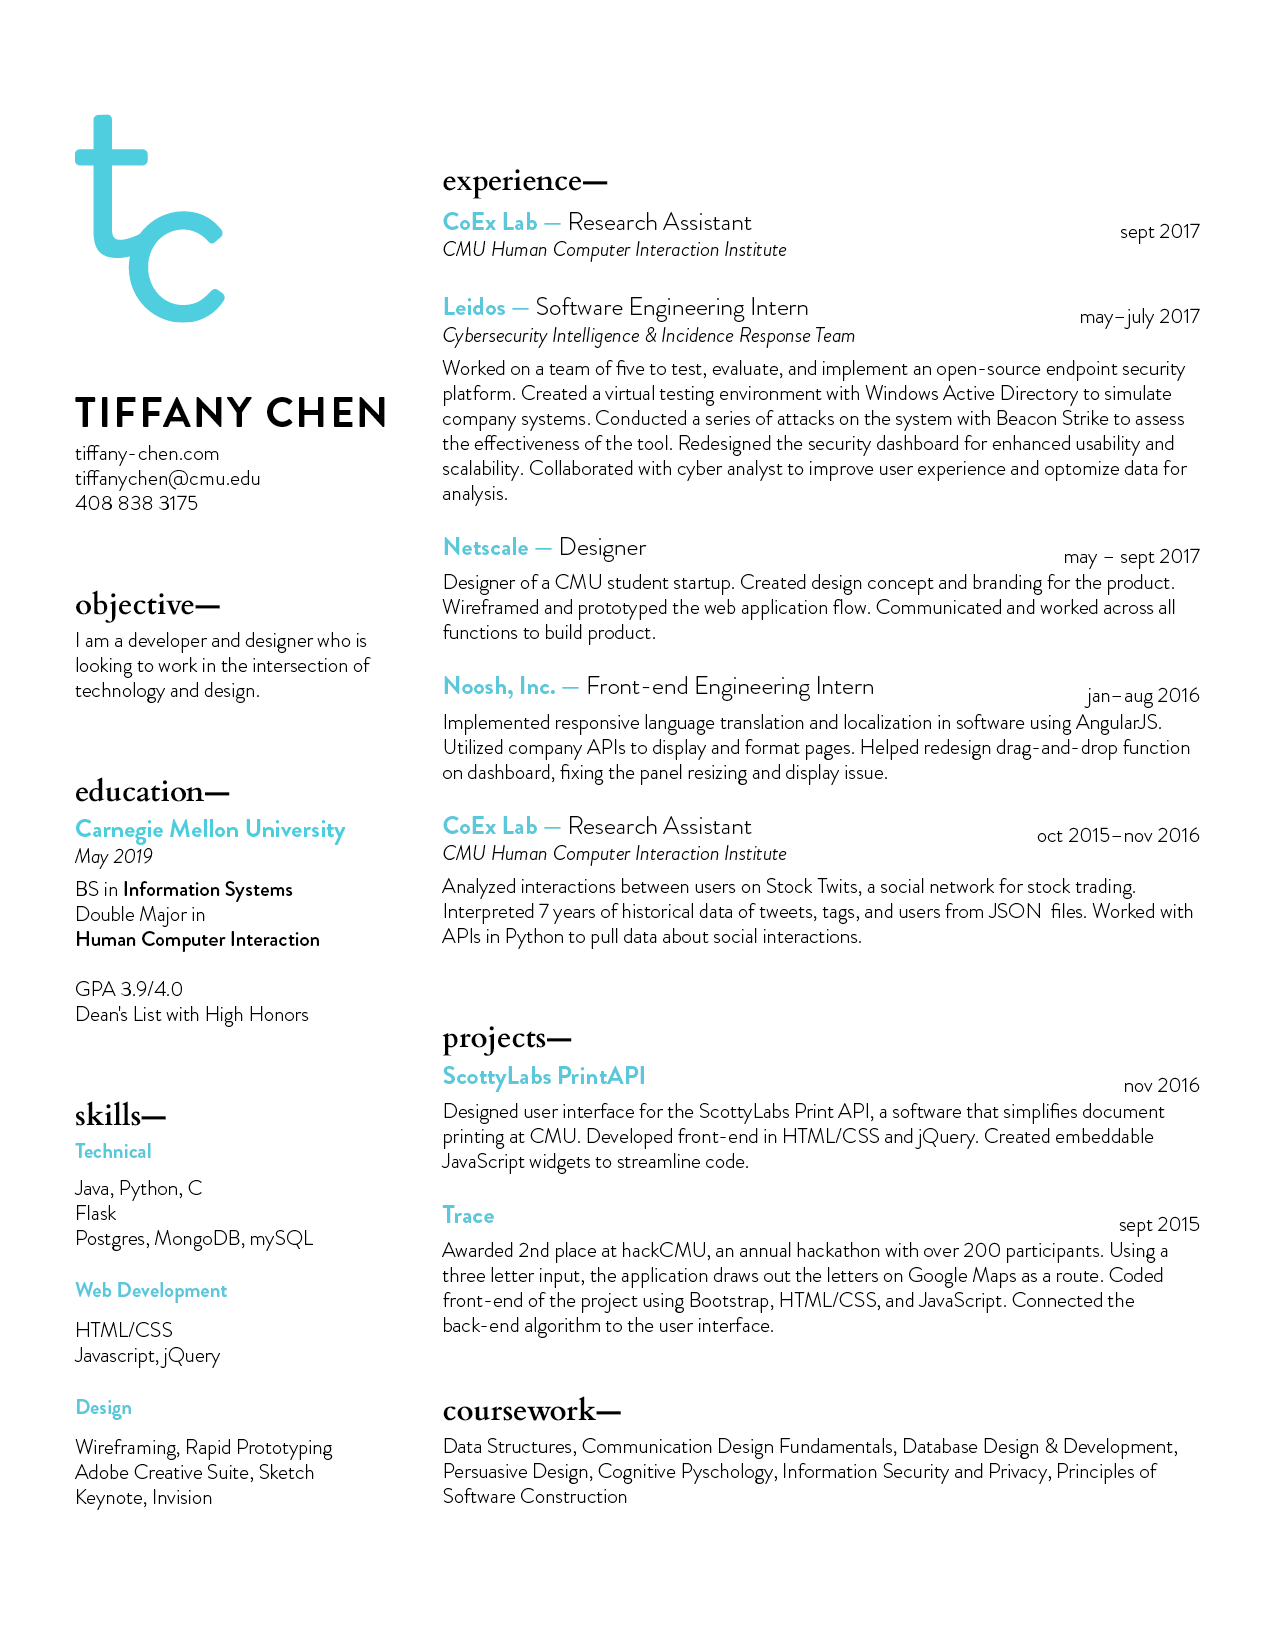 tc
TIFFANY CHEN
tiffany-chen.com
tiffanychen@cmu.edu
408 838 3175
objective—
I am a developer and designer who is
looking to work in the intersection of
technology and design.
education—
Carnegie Mellon University
May 2019
BS in Information Systems
Double Major in
Human Computer Interaction
GPA 3.9/4.0
Dean's List with High Honors
skills—
Technical
Java, Python, C
Flask
Postgres, MongoDB, mySQL
Web Development
HTML/CSS
Javascript, jQuery
Design
Wireframing, Rapid Prototyping
Adobe Creative Suite, Sketch
Keynote, Invision
experience—
CoEx Lab — Research Assistant
sept 2017
CMU Human Computer Interaction Institute
Leidos — Software Engineering Intern
may–july 2017
Cybersecurity Intelligence & Incidence Response Team
Worked on a team of five to test, evaluate, and implement an open-source endpoint security
platform. Created a virtual testing environment with Windows Active Directory to simulate
company systems. Conducted a series of attacks on the system with Beacon Strike to assess
the effectiveness of the tool. Redesigned the security dashboard for enhanced usability and
scalability. Collaborated with cyber analyst to improve user experience and optomize data for
analysis.
Netscale — Designer
may – sept 2017
Designer of a CMU student startup. Created design concept and branding for the product.
Wireframed and prototyped the web application flow. Communicated and worked across all
functions to build product.
Noosh, Inc. — Front-end Engineering Intern
jan–aug 2016
Implemented responsive language translation and localization in software using AngularJS.
Utilized company APIs to display and format pages. Helped redesign drag-and-drop function
on dashboard, fixing the panel resizing and display issue.
CoEx Lab — Research Assistant
oct 2015–nov 2016
CMU Human Computer Interaction Institute
Analyzed interactions between users on Stock Twits, a social network for stock trading.
Interpreted 7 years of historical data of tweets, tags, and users from JSON  files. Worked with
APIs in Python to pull data about social interactions.
projects—
ScottyLabs PrintAPI
nov 2016
Designed user interface for the ScottyLabs Print API, a software that simplifies document
printing at CMU. Developed front-end in HTML/CSS and jQuery. Created embeddable
JavaScript widgets to streamline code.
Trace
sept 2015
Awarded 2nd place at hackCMU, an annual hackathon with over 200 participants. Using a
three letter input, the application draws out the letters on Google Maps as a route. Coded
front-end of the project using Bootstrap, HTML/CSS, and JavaScript. Connected the
back-end algorithm to the user interface.
coursework—
Data Structures, Communication Design Fundamentals, Database Design & Development,
Persuasive Design, Cognitive Pyschology, Information Security and Privacy, Principles of
Software Construction